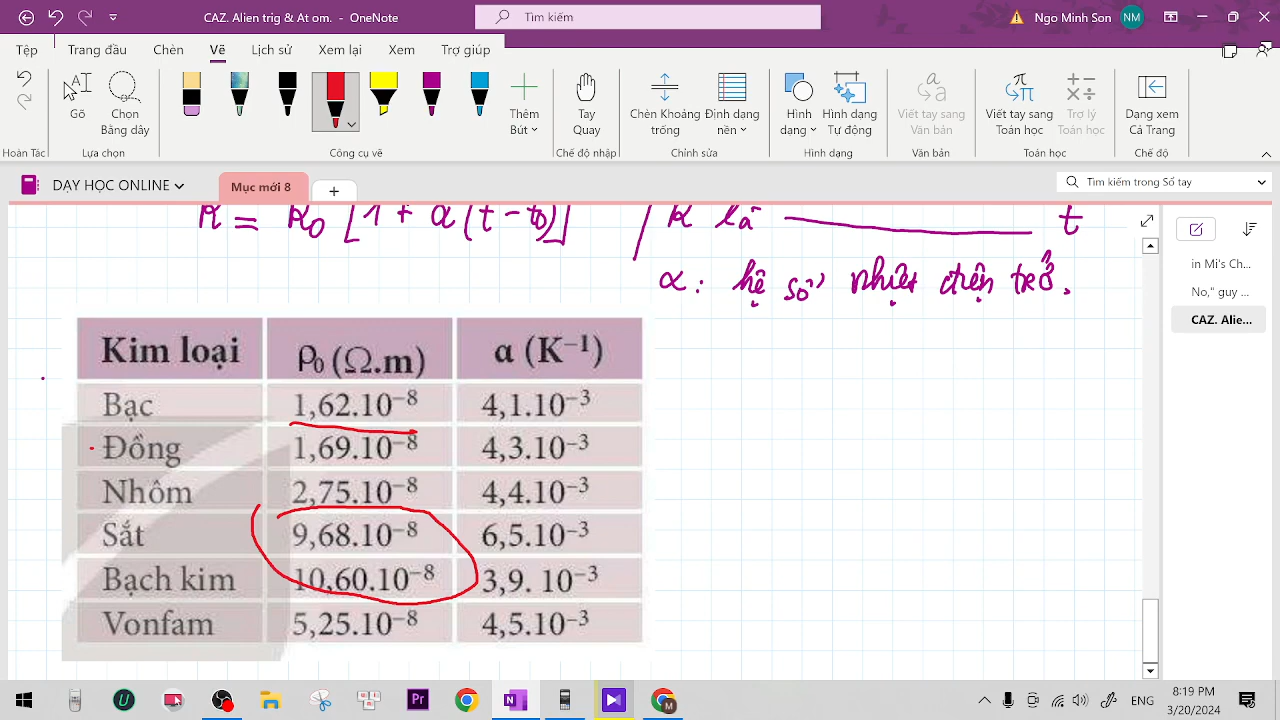 CAZ. Alien - OneNote
Tìm kiếm
Ngo Minh Son
NM
Tệp
Trang đầu
Chèn
Vẽ
Lịch sử
Xem lại
Xem
Trợ giúp
Gõ
Chọn
Bằng dây
Thêm
Bút
Tay
Quay
Chèn Khoảng
trống
Định dạng
nền
Hình
dạng
Hình dạng
Tự động
Viết tay sang
Văn bản
Viết tay sang
Toán học
Trợ lý
Toán học
Dạng xem
Cả Trang
Hoàn Tác
Lựa chọn
Công cụ vẽ
Chế độ nhập
Chỉnh sửa
Hình dạng
Văn bản
Toán học
Chế độ
DẠY HỌC ONLINE
Mục mới 8
+
Tìm kiếm trong Số tay
R = R₀ [1 + α(t - t₀)]
R là t
α: hệ số nhiệt điện trở.
in Mi's Ch...
No," guy ...
CAZ. Alie...
Kim loại ρ₀ (Ω.m) α (K⁻¹)
Bạc 1,62.10⁻⁸ 4,1.10⁻³
Đồng 1,69.10⁻⁸ 4,3.10⁻³
Nhôm 2,75.10⁻⁸ 4,4.10⁻³
Sắt 9,68.10⁻⁸ 6,5.10⁻³
Bạch kim 10,60.10⁻⁸ 3,9. 10⁻³
Vonfam 5,25.10⁻⁸ 4,5.10⁻³
Pr
M
ENG
8:19 PM
3/20/2024